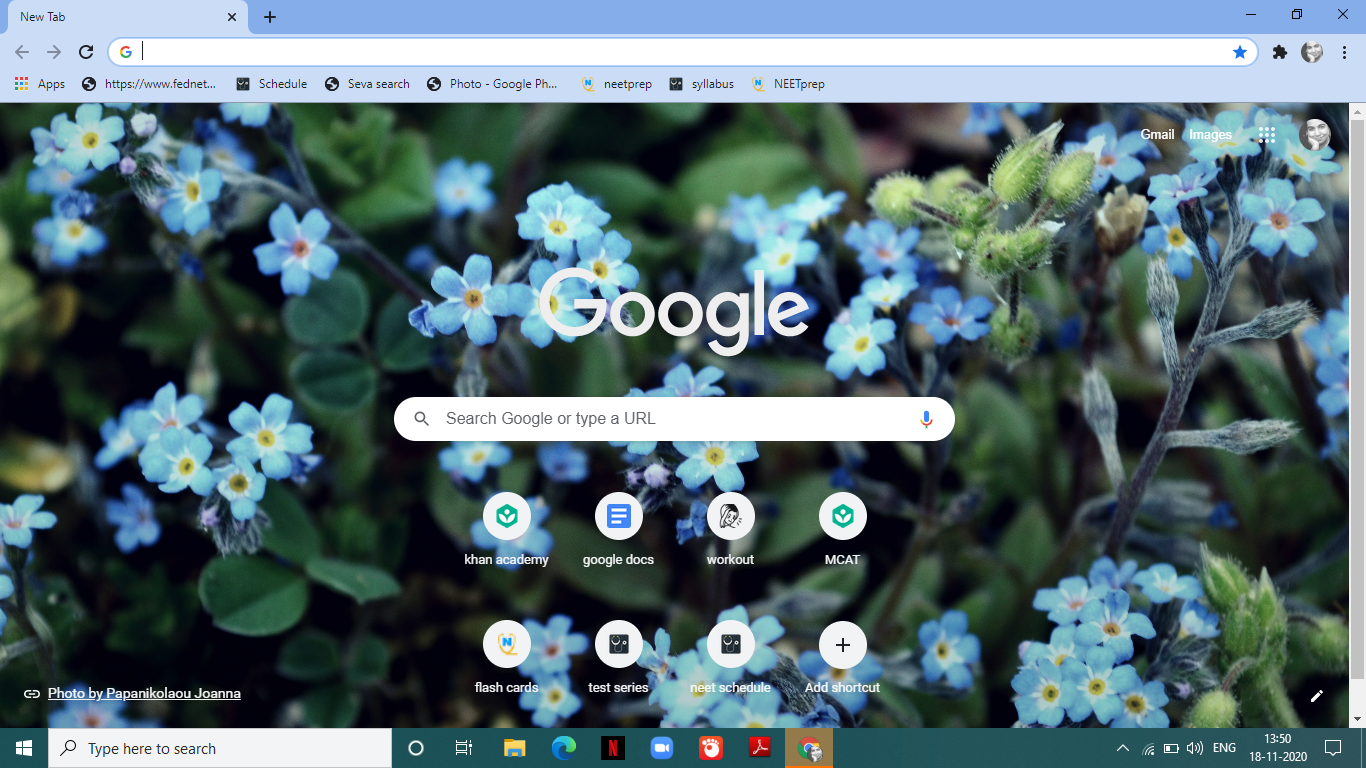 New Tab
Apps https://www.fednet... Schedule Seva search Photo - Google Ph... neetprep syllabus NEETprep
Gmail Images
Google
Search Google or type a URL
khan academy google docs workout MCAT
flash cards test series neet schedule Add shortcut
Photo by Papanikolaou Joanna
Type here to search
ENG
13:50
18-11-2020